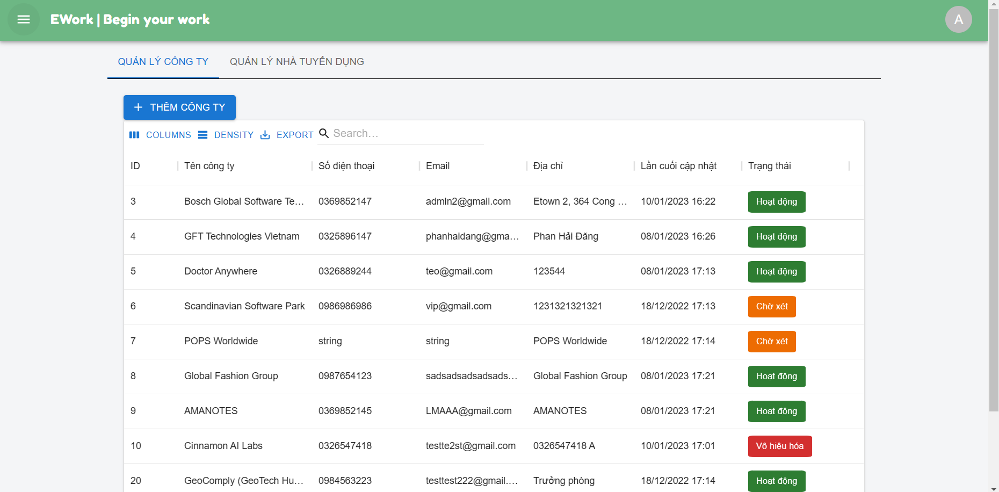 EWork | Begin your work
A
QUẢN LÝ CÔNG TY QUẢN LÝ NHÀ TUYỂN DỤNG
+ THÊM CÔNG TY
COLUMNS DENSITY EXPORT Search…
ID Tên công ty Số điện thoại Email Địa chỉ Lần cuối cập nhật Trạng thái
3 Bosch Global Software Te… 0369852147 admin2@gmail.com Etown 2, 364 Cong … 10/01/2023 16:22 Hoạt động
4 GFT Technologies Vietnam 0325896147 phanhaidang@gma… Phan Hải Đăng 08/01/2023 16:26 Hoạt động
5 Doctor Anywhere 0326889244 teo@gmail.com 123544 08/01/2023 17:13 Hoạt động
6 Scandinavian Software Park 0986986986 vip@gmail.com 1231321321321 18/12/2022 17:13 Chờ xét
7 POPS Worldwide string string POPS Worldwide 18/12/2022 17:14 Chờ xét
8 Global Fashion Group 0987654123 sadsadsadsadsads… Global Fashion Group 08/01/2023 17:21 Hoạt động
9 AMANOTES 0369852145 LMAAA@gmail.com AMANOTES 08/01/2023 17:21 Hoạt động
10 Cinnamon AI Labs 0326547418 testte2st@gmail.com 0326547418 A 10/01/2023 17:01 Vô hiệu hóa
20 GeoComply (GeoTech Hu… 0984563223 testtest222@gmail.… Trưởng phòng 18/12/2022 17:14 Hoạt động